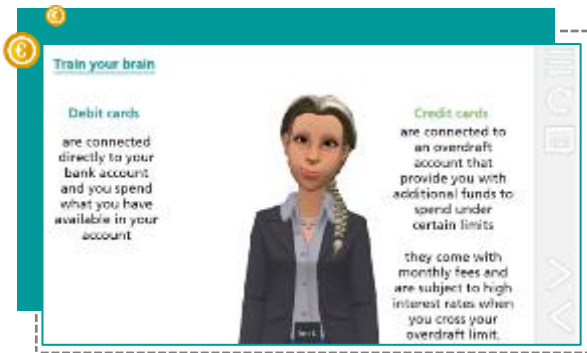 Train your brain
Debit cards
are connected
directly to your
bank account
and you spend
what you have
available in your
account
Credit cards
are connected to
an overdraft
account that
provide you with
additional funds to
spend under
certain limits
they come with
monthly fees and
are subject to high
interest rates when
you cross your
overdraft limit.